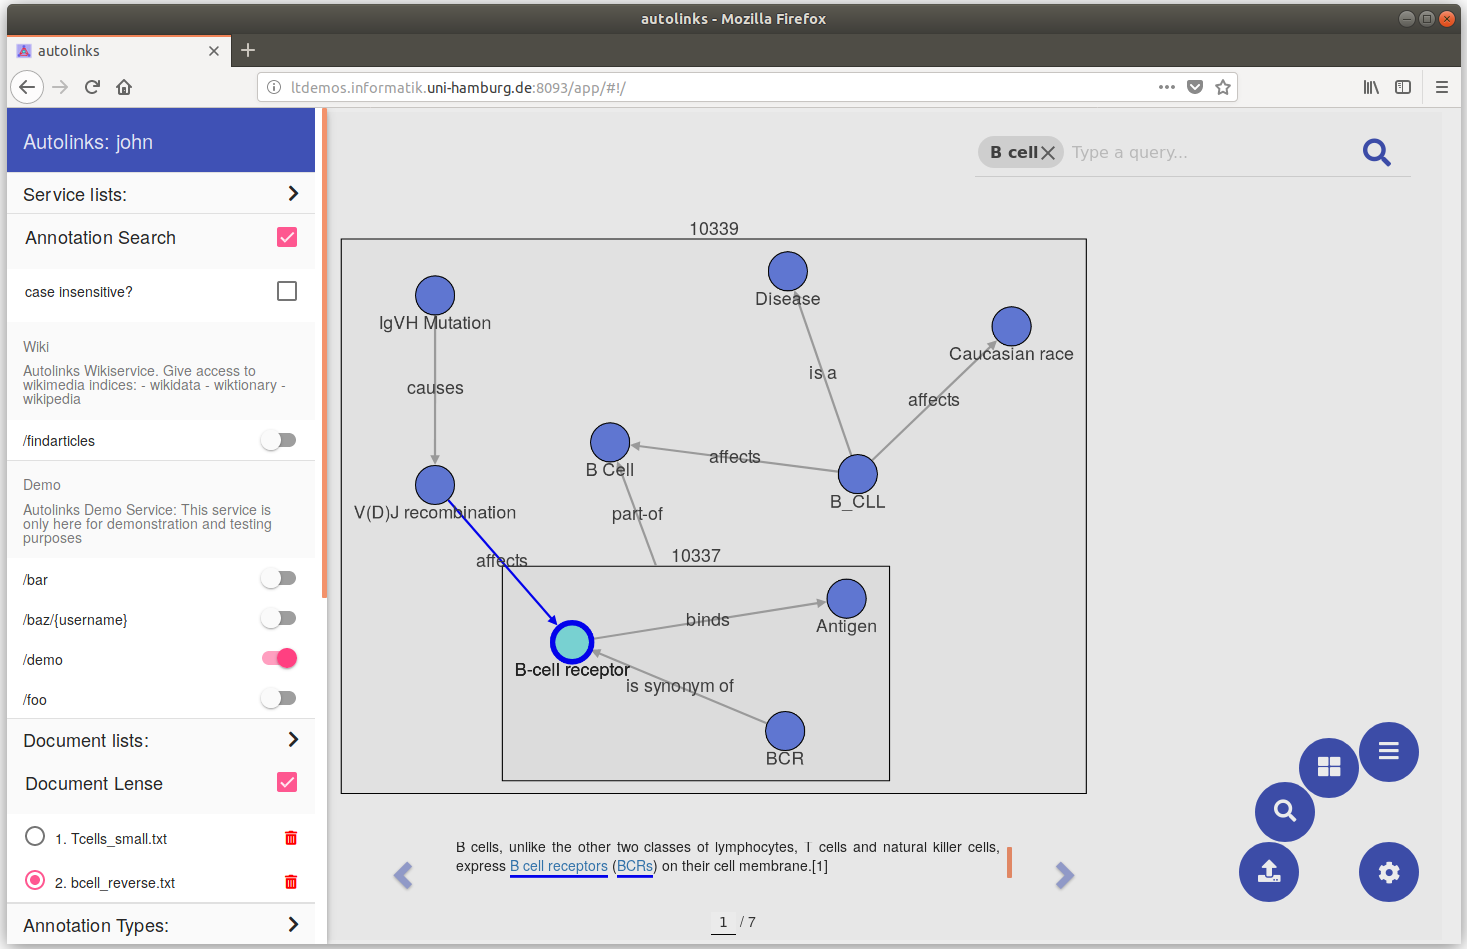 autolinks - Mozilla Firefox
autolinks
ltdemos.informatik.uni-hamburg.de:8093/app/#!/
Autolinks: john
Service lists:
Annotation Search
case insensitive?
Wiki
Autolinks Wikiservice. Give access to
wikimedia indices: - wikidata - wiktionary -
wikipedia
/findarticles
Demo
Autolinks Demo Service: This service is
only here for demonstration and testing
purposes
/bar
/baz/{username}
/demo
/foo
Document lists:
Document Lense
1. Tcells_small.txt
2. bcell_reverse.txt
Annotation Types:
B cell Type a query...
10339
IgVH Mutation
Disease
Caucasian race
causes
is a
affects
B Cell
affects
B_CLL
V(D)J recombination
part-of
affects
10337
binds
Antigen
B-cell receptor
is synonym of
BCR
B cells, unlike the other two classes of lymphocytes, T cells and natural killer cells,
express B cell receptors (BCRs) on their cell membrane.[1]
1 / 7